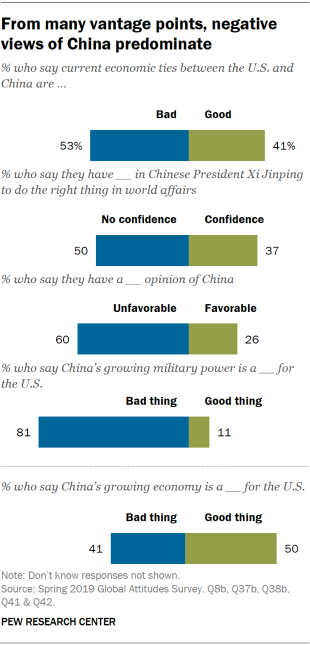 From many vantage points, negative
views of China predominate
% who say current economic ties between the U.S. and
China are ...
Bad Good
53% 41%
% who say they have __ in Chinese President Xi Jinping
to do the right thing in world affairs
No confidence Confidence
50 37
% who say they have a __ opinion of China
Unfavorable Favorable
60 26
% who say China's growing military power is a __ for
the U.S.
Bad thing Good thing
81 11
% who say China's growing economy is a __ for the U.S.
Bad thing Good thing
41 50
Note: Don't know responses not shown.
Source: Spring 2019 Global Attitudes Survey. Q8b, Q37b, Q38b,
Q41 & Q42.
PEW RESEARCH CENTER